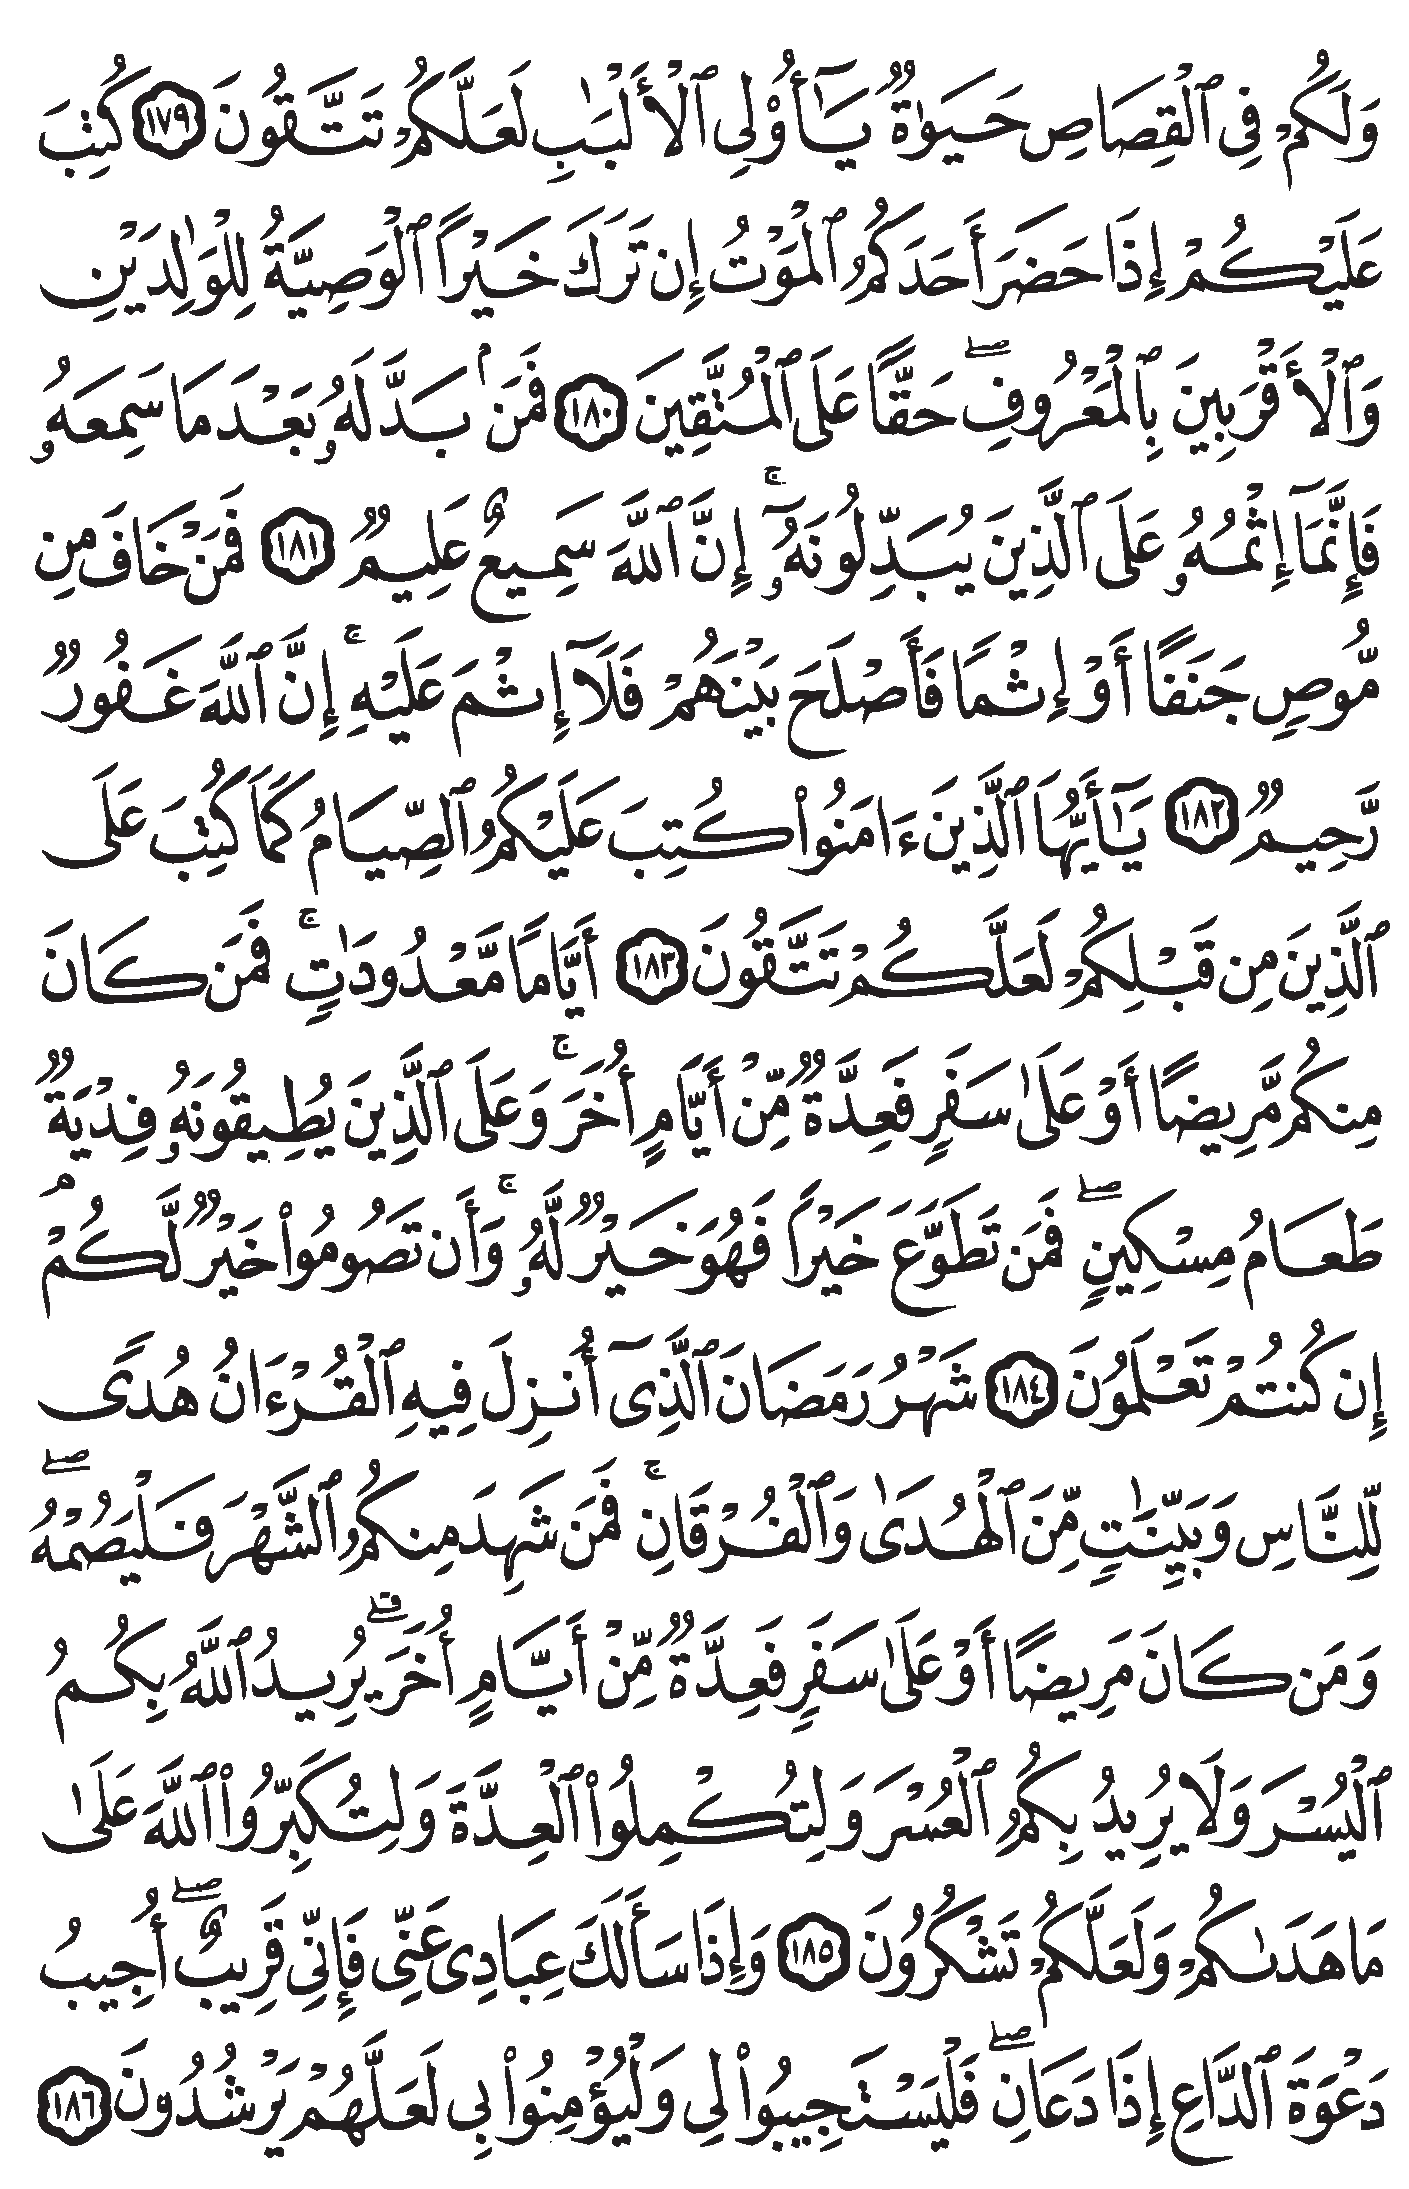 وَلَكُمْ فِي ٱلْقِصَاصِ حَيَوٰةٌ يَـٰٓأُو۟لِي ٱلْأَلْبَـٰبِ لَعَلَّكُمْ تَتَّقُونَ ١٧٩ كُتِبَ
عَلَيْكُمْ إِذَا حَضَرَ أَحَدَكُمُ ٱلْمَوْتُ إِن تَرَكَ خَيْرًا ٱلْوَصِيَّةُ لِلْوَٰلِدَيْنِ
وَٱلْأَقْرَبِينَ بِٱلْمَعْرُوفِ ۖ حَقًّا عَلَى ٱلْمُتَّقِينَ ١٨٠ فَمَنۢ بَدَّلَهُۥ بَعْدَ مَا سَمِعَهُۥ
فَإِنَّمَآ إِثْمُهُۥ عَلَى ٱلَّذِينَ يُبَدِّلُونَهُۥٓ ۚ إِنَّ ٱللَّهَ سَمِيعٌ عَلِيمٌ ١٨١ فَمَنْ خَافَ مِن
مُّوصٍ جَنَفًا أَوْ إِثْمًا فَأَصْلَحَ بَيْنَهُمْ فَلَآ إِثْمَ عَلَيْهِ ۚ إِنَّ ٱللَّهَ غَفُورٌ
رَّحِيمٌ ١٨٢ يَـٰٓأَيُّهَا ٱلَّذِينَ ءَامَنُوا۟ كُتِبَ عَلَيْكُمُ ٱلصِّيَامُ كَمَا كُتِبَ عَلَى
ٱلَّذِينَ مِن قَبْلِكُمْ لَعَلَّكُمْ تَتَّقُونَ ١٨٣ أَيَّامًا مَّعْدُودَٰتٍ ۚ فَمَن كَانَ
مِنكُم مَّرِيضًا أَوْ عَلَىٰ سَفَرٍ فَعِدَّةٌ مِّنْ أَيَّامٍ أُخَرَ ۚ وَعَلَى ٱلَّذِينَ يُطِيقُونَهُۥ فِدْيَةٌ
طَعَامُ مِسْكِينٍ ۖ فَمَن تَطَوَّعَ خَيْرًا فَهُوَ خَيْرٌ لَّهُۥ ۚ وَأَن تَصُومُوا۟ خَيْرٌ لَّكُمْ ۖ
إِن كُنتُمْ تَعْلَمُونَ ١٨٤ شَهْرُ رَمَضَانَ ٱلَّذِىٓ أُنزِلَ فِيهِ ٱلْقُرْءَانُ هُدًى
لِّلنَّاسِ وَبَيِّنَـٰتٍ مِّنَ ٱلْهُدَىٰ وَٱلْفُرْقَانِ ۚ فَمَن شَهِدَ مِنكُمُ ٱلشَّهْرَ فَلْيَصُمْهُ ۖ
وَمَن كَانَ مَرِيضًا أَوْ عَلَىٰ سَفَرٍ فَعِدَّةٌ مِّنْ أَيَّامٍ أُخَرَ ۗ يُرِيدُ ٱللَّهُ بِكُمُ
ٱلْيُسْرَ وَلَا يُرِيدُ بِكُمُ ٱلْعُسْرَ وَلِتُكْمِلُوا۟ ٱلْعِدَّةَ وَلِتُكَبِّرُوا۟ ٱللَّهَ عَلَىٰ
مَا هَدَىٰكُمْ وَلَعَلَّكُمْ تَشْكُرُونَ ١٨٥ وَإِذَا سَأَلَكَ عِبَادِى عَنِّى فَإِنِّى قَرِيبٌ ۖ أُجِيبُ
دَعْوَةَ ٱلدَّاعِ إِذَا دَعَانِ ۖ فَلْيَسْتَجِيبُوا۟ لِى وَلْيُؤْمِنُوا۟ بِى لَعَلَّهُمْ يَرْشُدُونَ ١٨٦